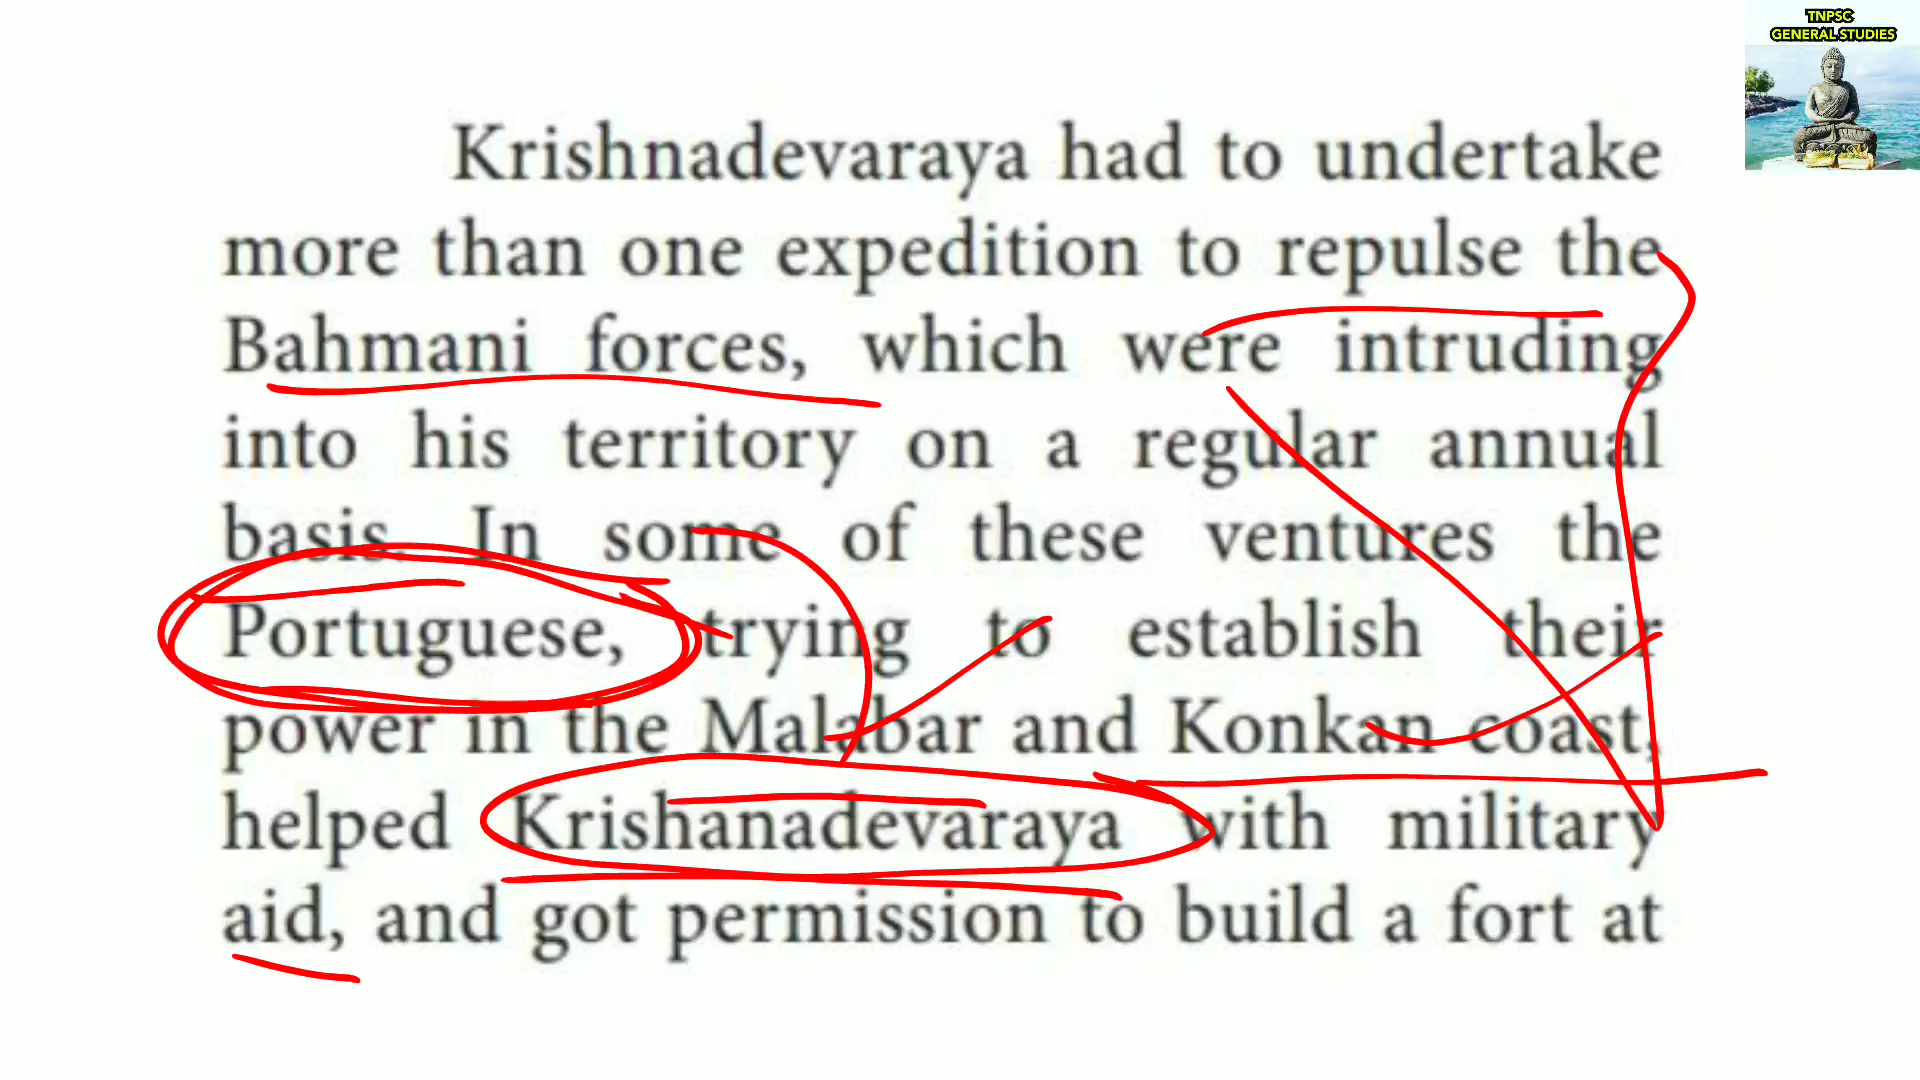 TNPSC
GENERAL STUDIES
Krishnadevaraya had to undertake
more than one expedition to repulse the
Bahmani forces, which were intruding
into his territory on a regular annual
basis. In some of these ventures the
Portuguese, trying to establish their
power in the Malabar and Konkan coast,
helped Krishanadevaraya with military
aid, and got permission to build a fort at